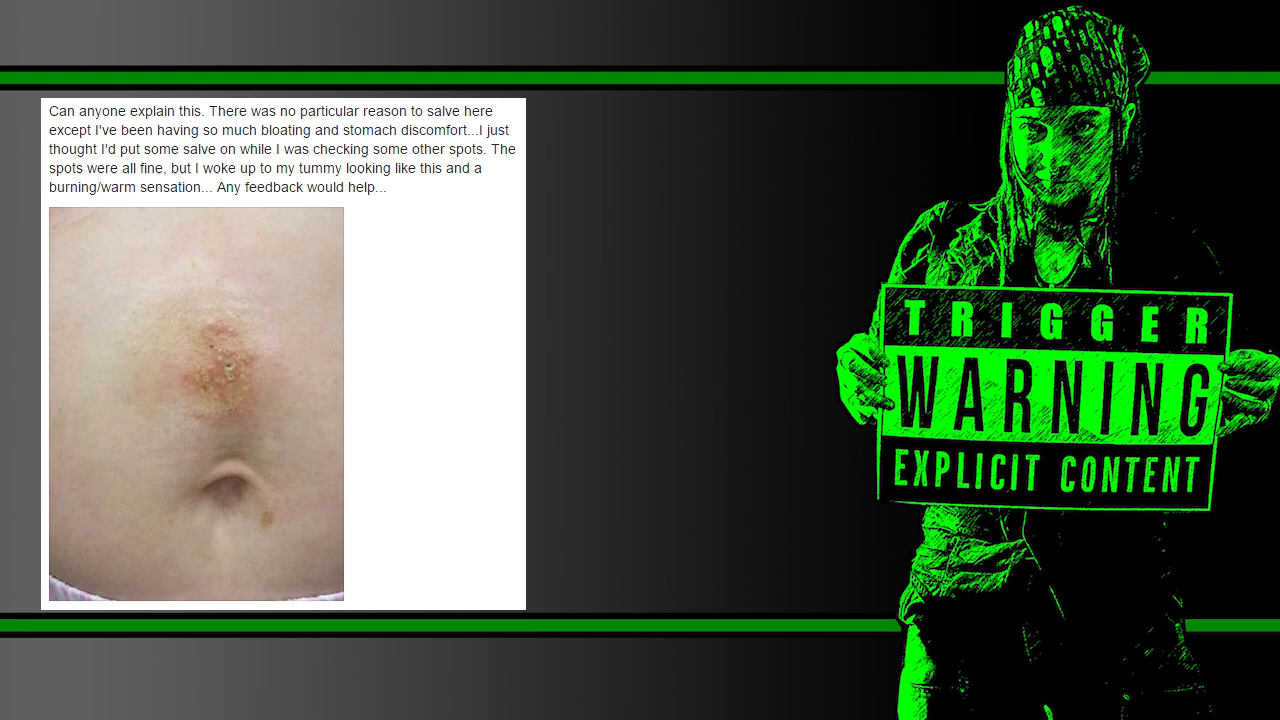 Can anyone explain this. There was no particular reason to salve here
except I've been having so much bloating and stomach discomfort...I just
thought I'd put some salve on while I was checking some other spots. The
spots were all fine, but I woke up to my tummy looking like this and a
burning/warm sensation... Any feedback would help...
TRIGGER
WARNING
EXPLICIT CONTENT